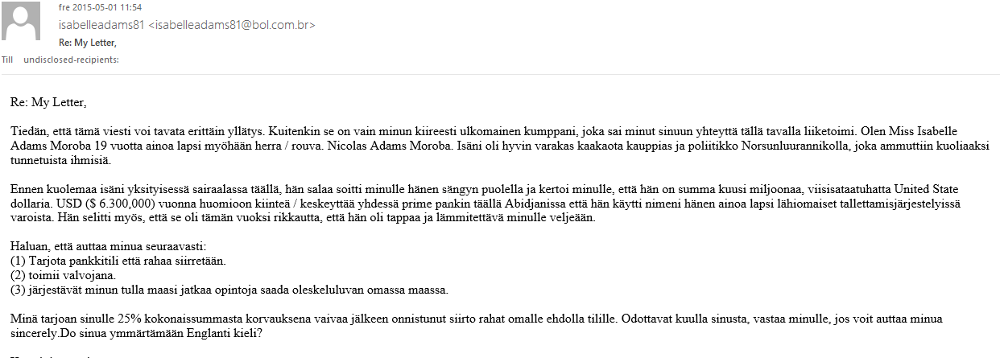 fre 2015-05-01 11:54
isabelleadams81 <isabelleadams81@bol.com.br>
Re: My Letter,
Till undisclosed-recipients:
Re: My Letter,
Tiedän, että tämä viesti voi tavata erittäin yllätys. Kuitenkin se on vain minun kiireesti ulkomainen kumppani, joka sai minut sinuun yhteyttä tällä tavalla liiketoimi. Olen Miss Isabelle
Adams Moroba 19 vuotta ainoa lapsi myöhään herra / rouva. Nicolas Adams Moroba. Isäni oli hyvin varakas kaakaota kauppias ja poliitikko Norsunluurannikolla, joka ammuttiin kuoliaaksi
tunnetuista ihmisiä.
Ennen kuolemaa isäni yksityisessä sairaalassa täällä, hän salaa soitti minulle hänen sängyn puolella ja kertoi minulle, että hän on summa kuusi miljoonaa, viisisataatuhatta United State
dollaria. USD ($ 6.300,000) vuonna huomioon kiinteä / keskeyttää yhdessä prime pankin täällä Abidjanissa että hän käytti nimeni hänen ainoa lapsi lähiomaiset tallettamisjärjestelyissä
varoista. Hän selitti myös, että se oli tämän vuoksi rikkautta, että hän oli tappaa ja lämmitettävä minulle veljeään.
Haluan, että auttaa minua seuraavasti:
(1) Tarjota pankkitili että rahaa siirretään.
(2) toimii valvojana.
(3) järjestävät minun tulla maasi jatkaa opintoja saada oleskeluluvan omassa maassa.
Minä tarjoan sinulle 25% kokonaissummasta korvauksena vaivaa jälkeen onnistunut siirto rahat omalle ehdolla tilille. Odottavat kuulla sinusta, vastaa minulle, jos voit auttaa minua
sincerely.Do sinua ymmärtämään Englanti kieli?